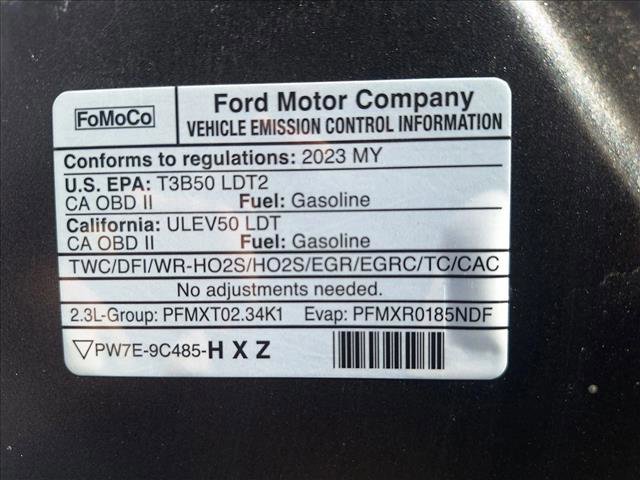 FoMoCo
Ford Motor Company
VEHICLE EMISSION CONTROL INFORMATION
Conforms to regulations: 2023 MY
U.S. EPA: T3B50 LDT2
CA OBD II Fuel: Gasoline
California: ULEV50 LDT
CA OBD II Fuel: Gasoline
TWC/DFI/WR-HO2S/HO2S/EGR/EGRC/TC/CAC
No adjustments needed.
2.3L-Group: PFMXT02.34K1 Evap: PFMXR0185NDF
▽PW7E-9C485-H X Z